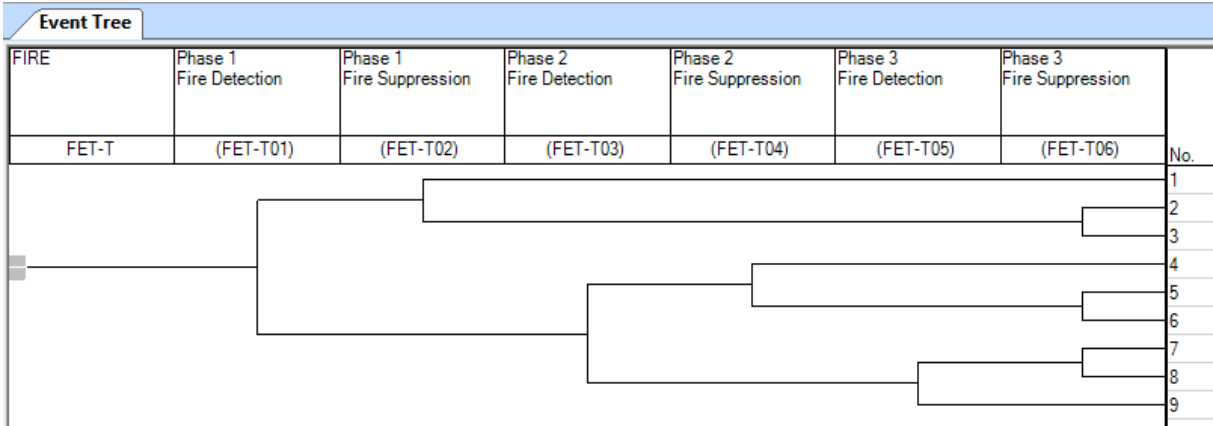 Event Tree
FIRE
Phase 1
Fire Detection
Phase 1
Fire Suppression
Phase 2
Fire Detection
Phase 2
Fire Suppression
Phase 3
Fire Detection
Phase 3
Fire Suppression
FET-T
(FET-T01)
(FET-T02)
(FET-T03)
(FET-T04)
(FET-T05)
(FET-T06)
No.
1
2
3
4
5
6
7
8
9